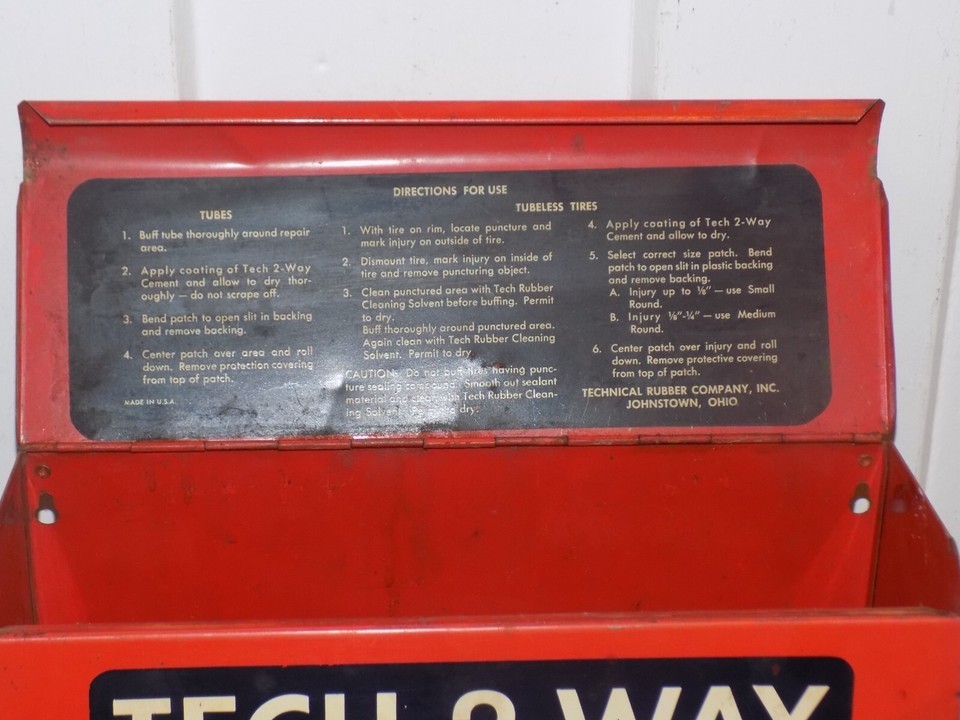 DIRECTIONS FOR USE
TUBES
1. Buff tube thoroughly around repair
area.
2. Apply coating of Tech 2-Way
Cement and allow to dry thor-
oughly — do not scrape off.
3. Bend patch to open slit in backing
and remove backing.
4. Center patch over area and roll
down. Remove protection covering
from top of patch.
MADE IN U.S.A.
TUBELESS TIRES
1. With tire on rim, locate puncture and
mark injury on outside of tire.
2. Dismount tire, mark injury on inside of
tire and remove puncturing object.
3. Clean punctured area with Tech Rubber
Cleaning Solvent before buffing. Permit
to dry.
Buff thoroughly around punctured area.
Again clean with Tech Rubber Cleaning
Solvent. Permit to dry
CAUTION: Do not buff tires having punc-
ture sealing compound. Smooth out sealant
material and clean with Tech Rubber Clean-
ing Solvent. Permit to dry.
4. Apply coating of Tech 2-Way
Cement and allow to dry.
5. Select correct size patch. Bend
patch to open slit in plastic backing
and remove backing.
A. Injury up to ⅛" — use Small
Round.
B. Injury ⅛"-¼" — use Medium
Round.
6. Center patch over injury and roll
down. Remove protective covering
from top of patch.
TECHNICAL RUBBER COMPANY, INC.
JOHNSTOWN, OHIO
TECH 2-WAY